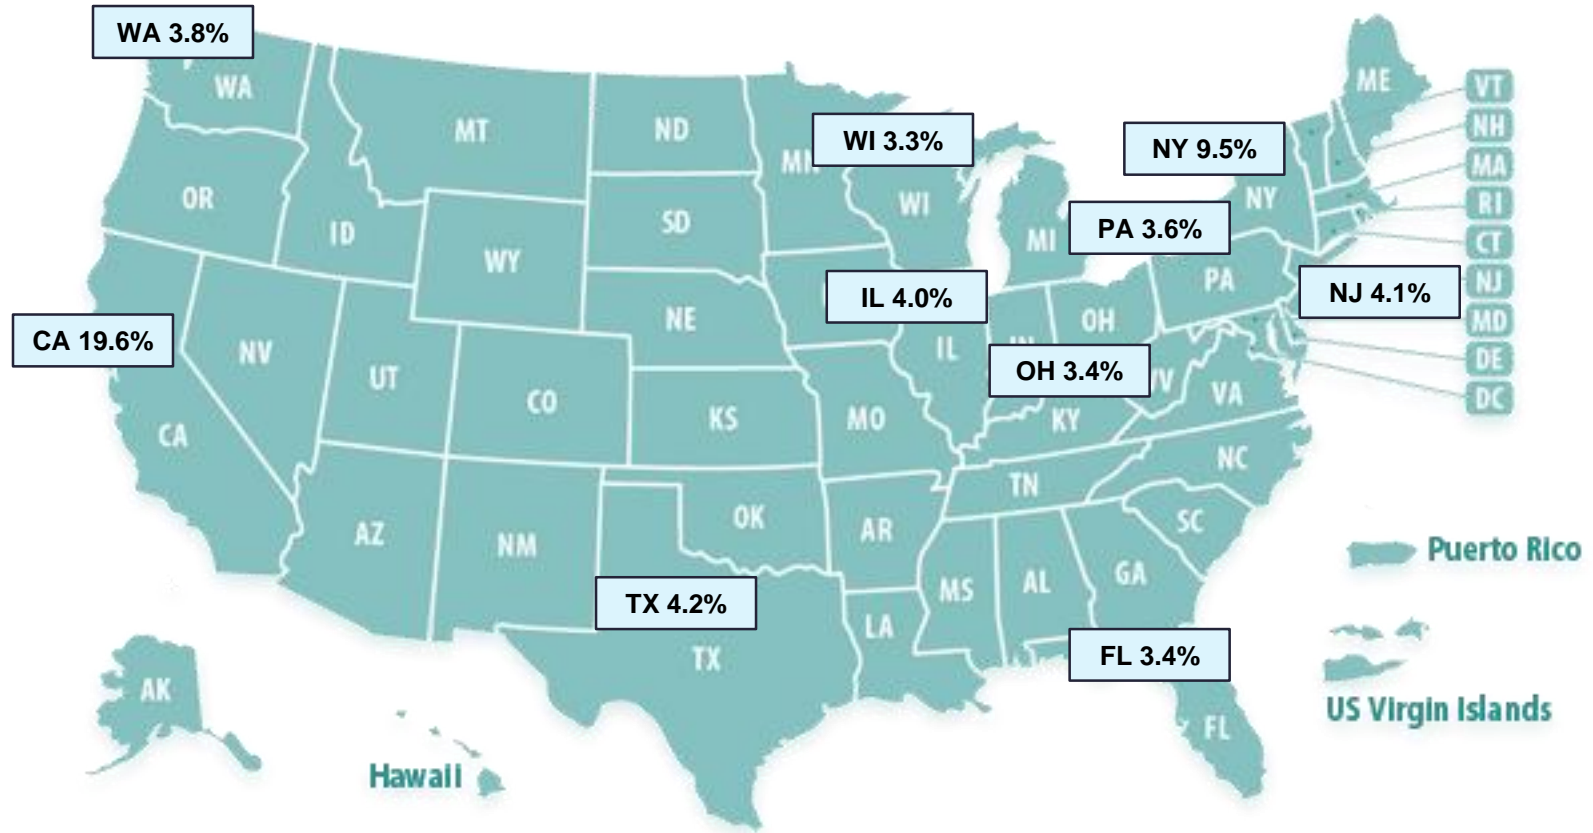 WA 3.8%
WA
MT
ND
MN
WI 3.3%
NY 9.5%
ME
VT
NH
MA
RI
CT
NJ
MD
DE
DC
OR
ID
SD
WI
MI
NY
PA 3.6%
WY
PA
NJ 4.1%
IL 4.0%
NE
OH
CA 19.6%
NV
UT
CO
IL
OH 3.4%
VA
KS
MO
KY
CA
NC
TN
AZ
NM
OK
AR
SC
Puerto Rico
MS
AL
GA
TX 4.2%
LA
TX
FL 3.4%
AK
US Virgin Islands
FL
Hawaii